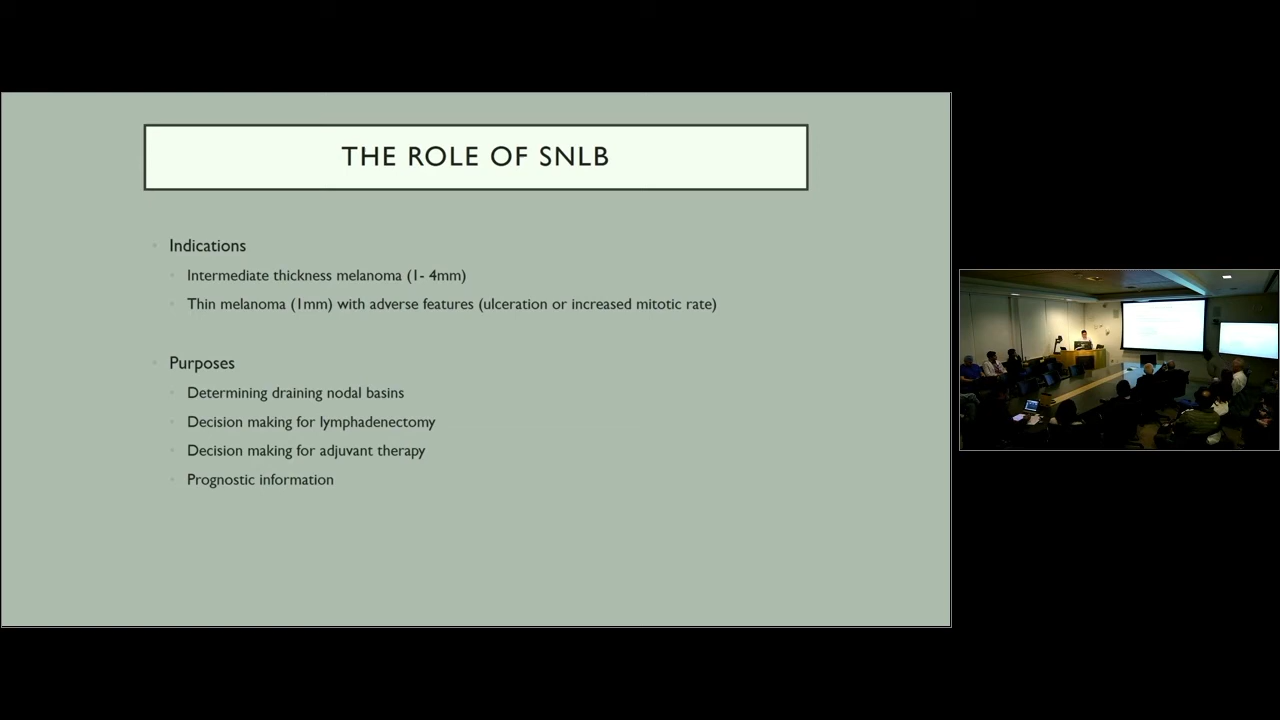 THE ROLE OF SNLB
Indications
Intermediate thickness melanoma (1- 4mm)
Thin melanoma (1mm) with adverse features (ulceration or increased mitotic rate)
Purposes
Determining draining nodal basins
Decision making for lymphadenectomy
Decision making for adjuvant therapy
Prognostic information